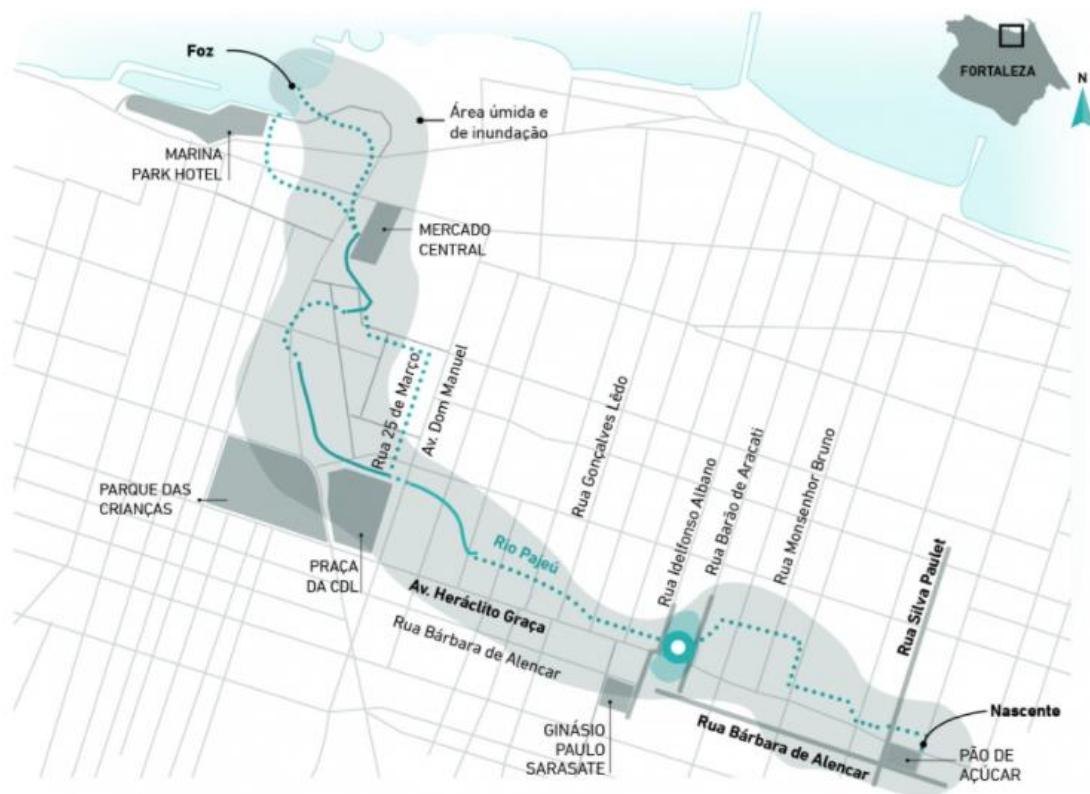 Foz
FORTALEZA
N
Área úmida e
de inundação
MARINA
PARK HOTEL
MERCADO
CENTRAL
Rua 25 de Março
Av. Dom Manuel
Rua Gonçalves Lêdo
Rua Idelfonso Albano
Rua Barão de Aracati
Rua Monsenhor Bruno
Rua Silva Paulet
PARQUE DAS
CRIANÇAS
PRAÇA
DA CDL
Rio Pajeú
Av. Heráclito Graça
Rua Bárbara de Alencar
GINÁSIO
PAULO
SARASATE
Rua Bárbara de Alencar
Nascente
PÃO DE
AÇÚCAR